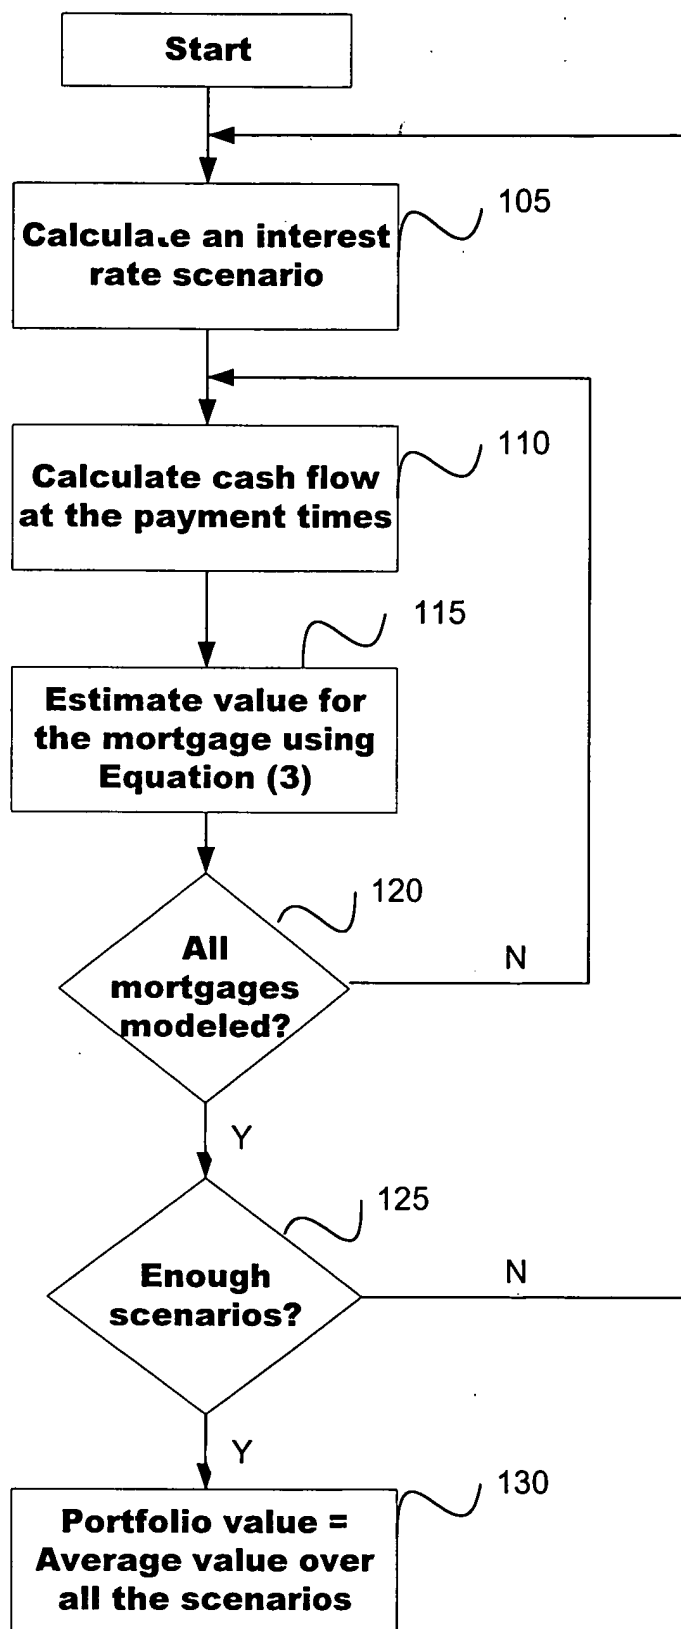 Start
105
Calculate an interest
rate scenario
110
Calculate cash flow
at the payment times
115
Estimate value for
the mortgage using
Equation (3)
120
All
mortgages
modeled?
N
Y
125
Enough
scenarios?
N
Y
130
Portfolio value =
Average value over
all the scenarios